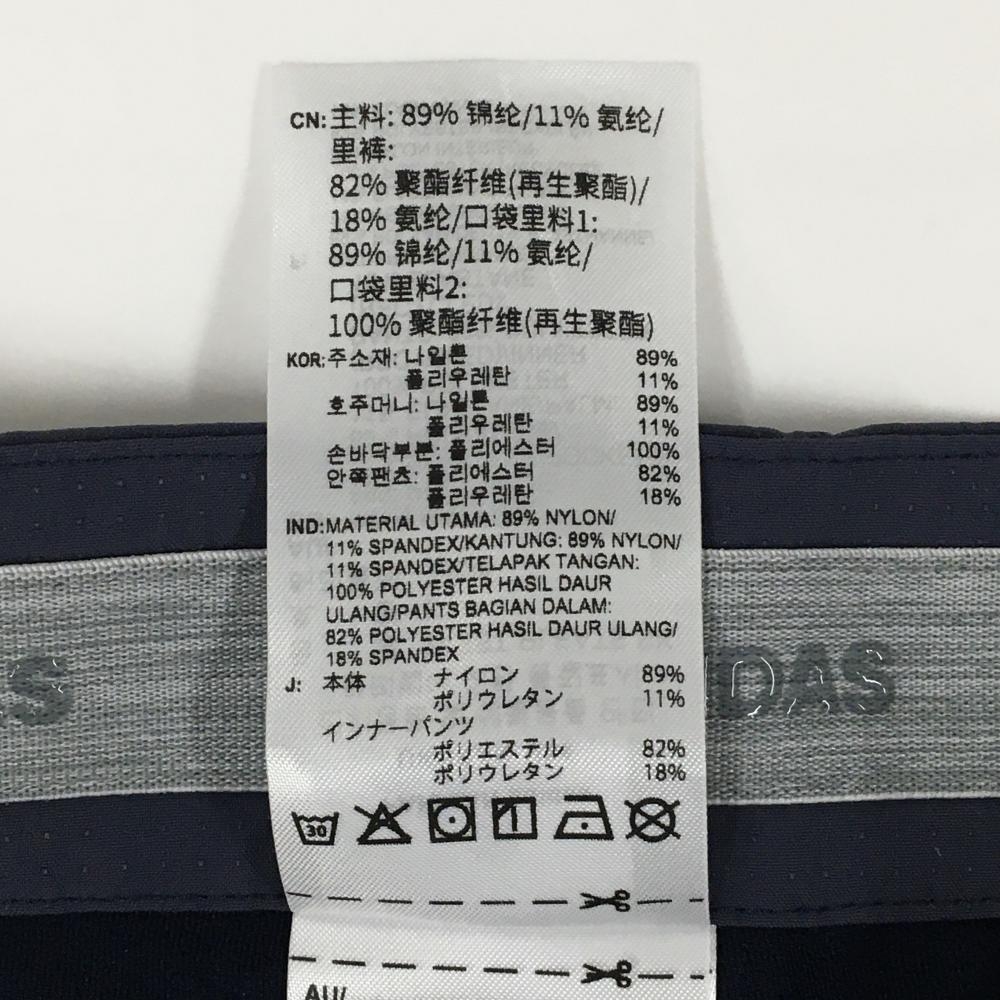 CN: 主料: 89% 锦纶/11% 氨纶/
里裤:
82% 聚酯纤维(再生聚酯)/
18% 氨纶/口袋里料1:
89% 锦纶/11% 氨纶/
口袋里料2:
100% 聚酯纤维(再生聚酯)
KOR: 주소재: 나일론 89%
폴리우레탄 11%
호주머니: 나일론 89%
폴리우레탄 11%
손바닥부분: 폴리에스터 100%
안쪽팬츠: 폴리에스터 82%
폴리우레탄 18%
IND: MATERIAL UTAMA: 89% NYLON/
11% SPANDEX/KANTUNG: 89% NYLON/
11% SPANDEX/TELAPAK TANGAN:
100% POLYESTER HASIL DAUR
ULANG/PANTS BAGIAN DALAM:
82% POLYESTER HASIL DAUR ULANG/
18% SPANDEX
J: 本体 ナイロン 89%
ポリウレタン 11%
インナーパンツ
ポリエステル 82%
ポリウレタン 18%
30
AU/
AS
IDAS